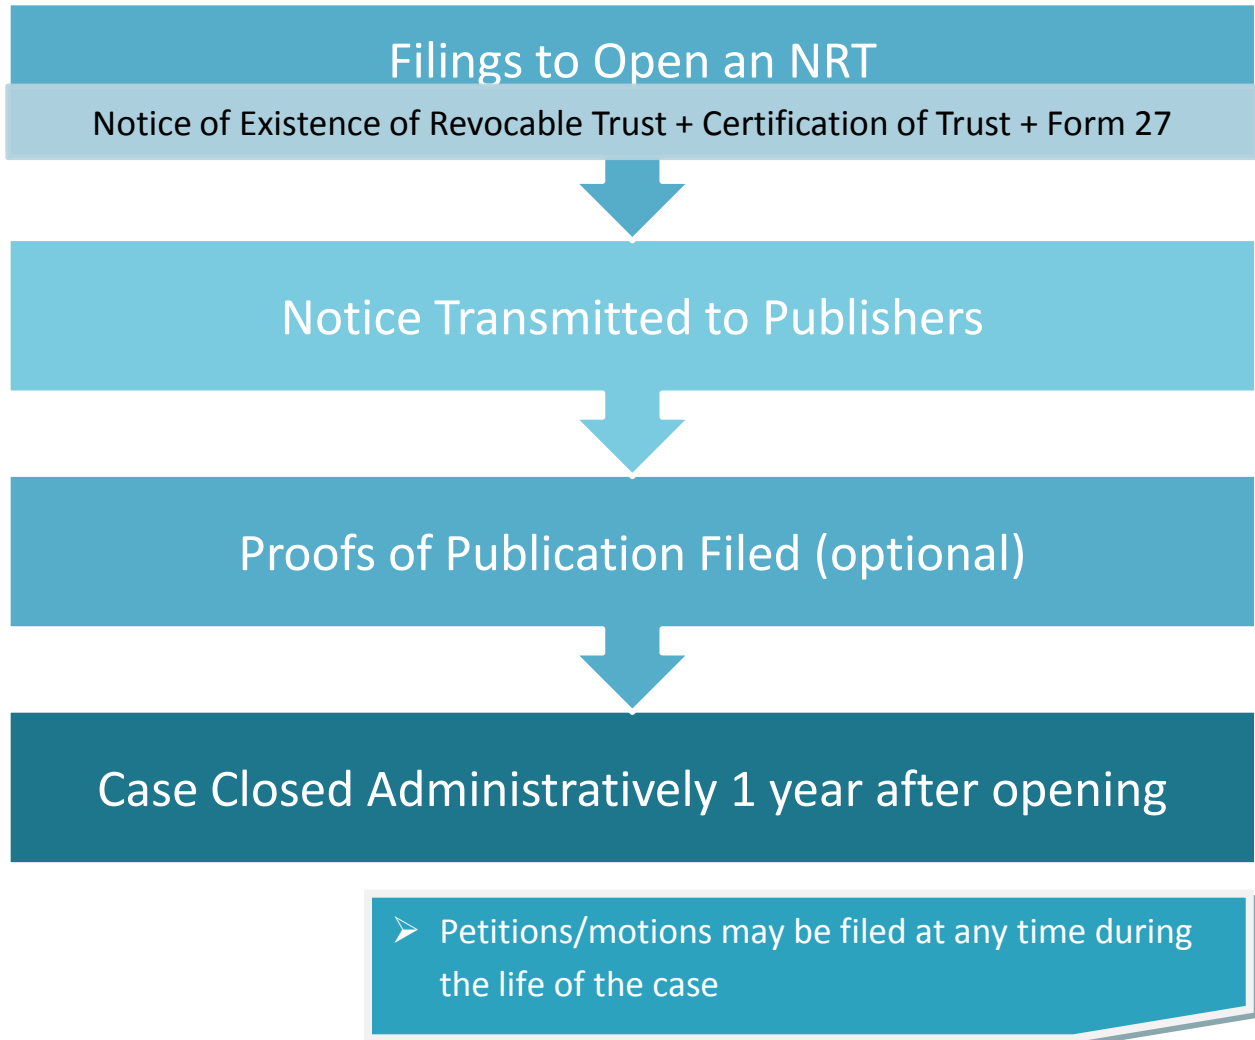 Filings to Open an NRT
Notice of Existence of Revocable Trust + Certification of Trust + Form 27
Notice Transmitted to Publishers
Proofs of Publication Filed (optional)
Case Closed Administratively 1 year after opening
➢ Petitions/motions may be filed at any time during
the life of the case